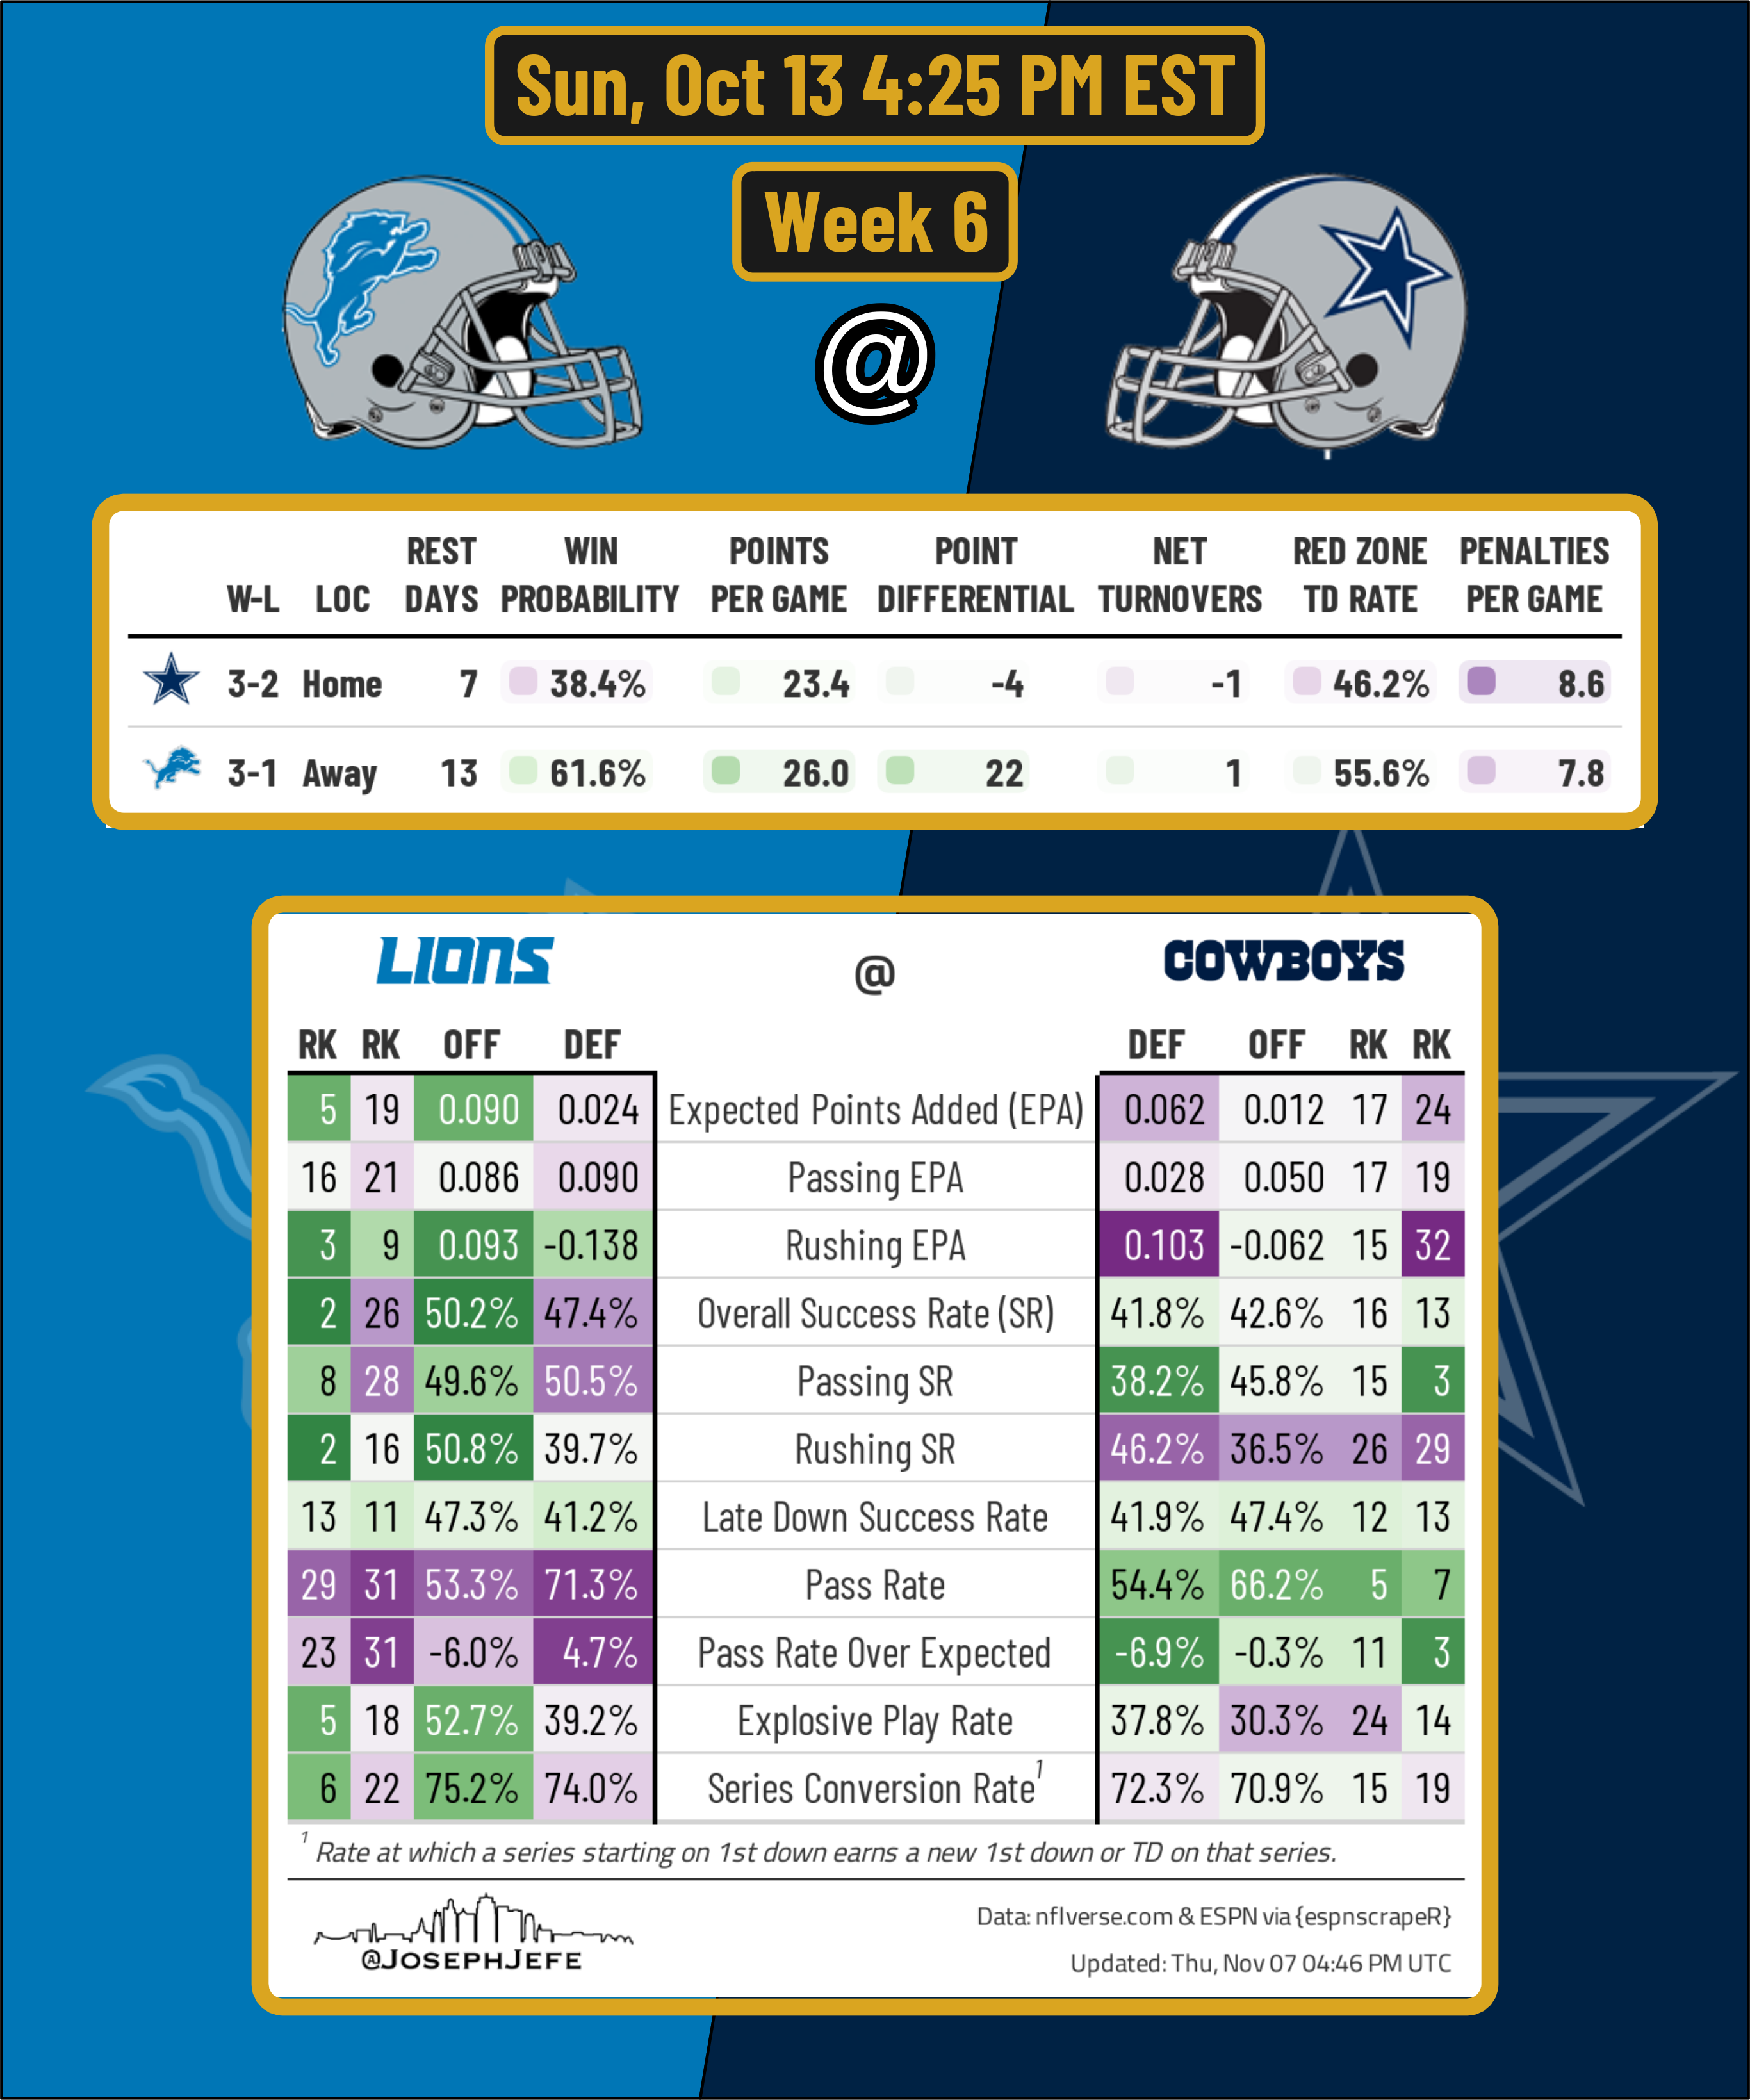 Sun, Oct 13 4:25 PM EST
Week 6
@
REST WIN POINTS POINT NET RED ZONE PENALTIES
W-L LOC DAYS PROBABILITY PER GAME DIFFERENTIAL TURNOVERS TD RATE PER GAME
3-2 Home 7 38.4% 23.4 -4 -1 46.2% 8.6
3-1 Away 13 61.6% 26.0 22 1 55.6% 7.8
LIONS @ COWBOYS
RK RK OFF DEF DEF OFF RK RK
5 19 0.090 0.024 Expected Points Added (EPA) 0.062 0.012 17 24
16 21 0.086 0.090 Passing EPA 0.028 0.050 17 19
3 9 0.093 -0.138 Rushing EPA 0.103 -0.062 15 32
2 26 50.2% 47.4% Overall Success Rate (SR) 41.8% 42.6% 16 13
8 28 49.6% 50.5% Passing SR 38.2% 45.8% 15 3
2 16 50.8% 39.7% Rushing SR 46.2% 36.5% 26 29
13 11 47.3% 41.2% Late Down Success Rate 41.9% 47.4% 12 13
29 31 53.3% 71.3% Pass Rate 54.4% 66.2% 5 7
23 31 -6.0% 4.7% Pass Rate Over Expected -6.9% -0.3% 11 3
5 18 52.7% 39.2% Explosive Play Rate 37.8% 30.3% 24 14
6 22 75.2% 74.0% Series Conversion Rate1 72.3% 70.9% 15 19
1 Rate at which a series starting on 1st down earns a new 1st down or TD on that series.
@JOSEPHJEFE
Data: nflverse.com & ESPN via {espnscrapeR}
Updated: Thu, Nov 07 04:46 PM UTC